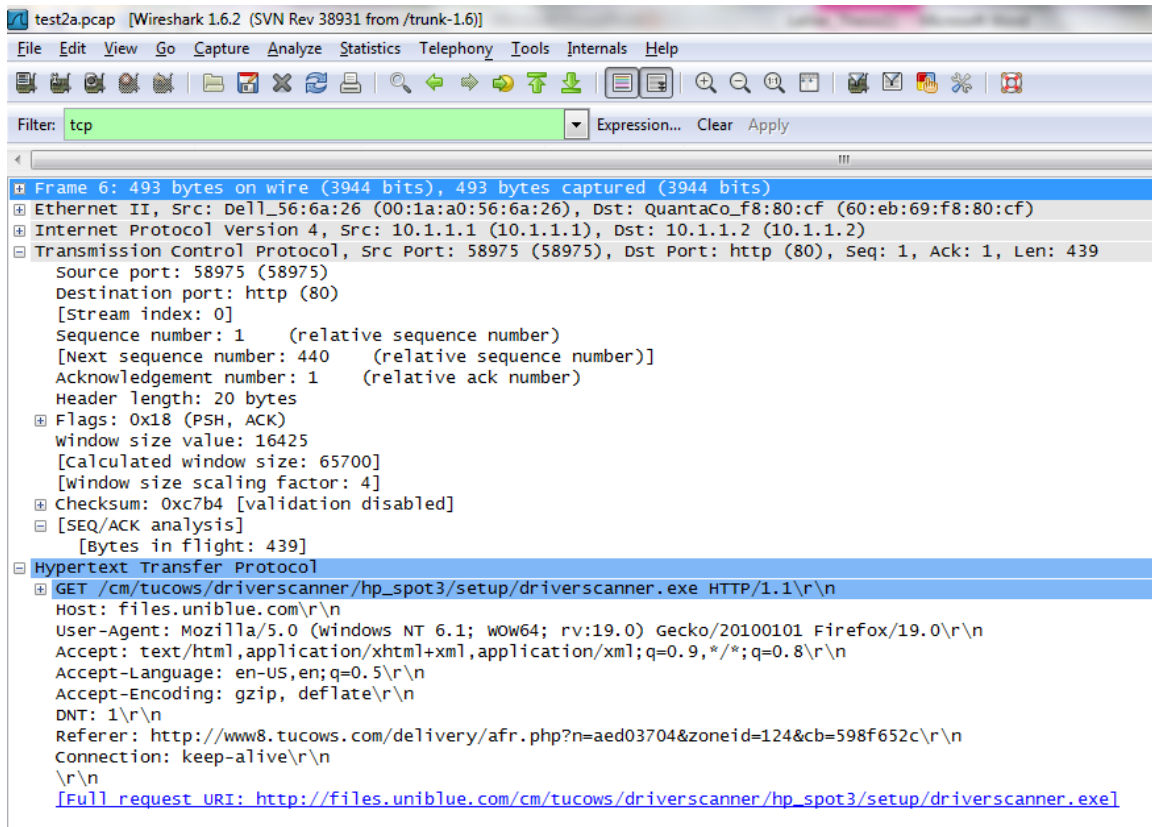 test2a.pcap [Wireshark 1.6.2 (SVN Rev 38931 from /trunk-1.6)]
File Edit View Go Capture Analyze Statistics Telephony Tools Internals Help
Filter: tcp Expression... Clear Apply
Frame 6: 493 bytes on wire (3944 bits), 493 bytes captured (3944 bits)
Ethernet II, Src: Dell_56:6a:26 (00:1a:a0:56:6a:26), Dst: QuantaCo_f8:80:cf (60:eb:69:f8:80:cf)
Internet Protocol Version 4, Src: 10.1.1.1 (10.1.1.1), Dst: 10.1.1.2 (10.1.1.2)
Transmission Control Protocol, Src Port: 58975 (58975), Dst Port: http (80), Seq: 1, Ack: 1, Len: 439
Source port: 58975 (58975)
Destination port: http (80)
[Stream index: 0]
Sequence number: 1 (relative sequence number)
[Next sequence number: 440 (relative sequence number)]
Acknowledgement number: 1 (relative ack number)
Header length: 20 bytes
Flags: 0x18 (PSH, ACK)
Window size value: 16425
[Calculated window size: 65700]
[Window size scaling factor: 4]
Checksum: 0xc7b4 [validation disabled]
[SEQ/ACK analysis]
[Bytes in flight: 439]
Hypertext Transfer Protocol
GET /cm/tucows/driverscanner/hp_spot3/setup/driverscanner.exe HTTP/1.1\r\n
Host: files.uniblue.com\r\n
User-Agent: Mozilla/5.0 (Windows NT 6.1; WOW64; rv:19.0) Gecko/20100101 Firefox/19.0\r\n
Accept: text/html,application/xhtml+xml,application/xml;q=0.9,*/*;q=0.8\r\n
Accept-Language: en-US,en;q=0.5\r\n
Accept-Encoding: gzip, deflate\r\n
DNT: 1\r\n
Referer: http://www8.tucows.com/delivery/afr.php?n=aed03704&zoneid=124&cb=598f652c\r\n
Connection: keep-alive\r\n
\r\n
[Full request URI: http://files.uniblue.com/cm/tucows/driverscanner/hp_spot3/setup/driverscanner.exe]